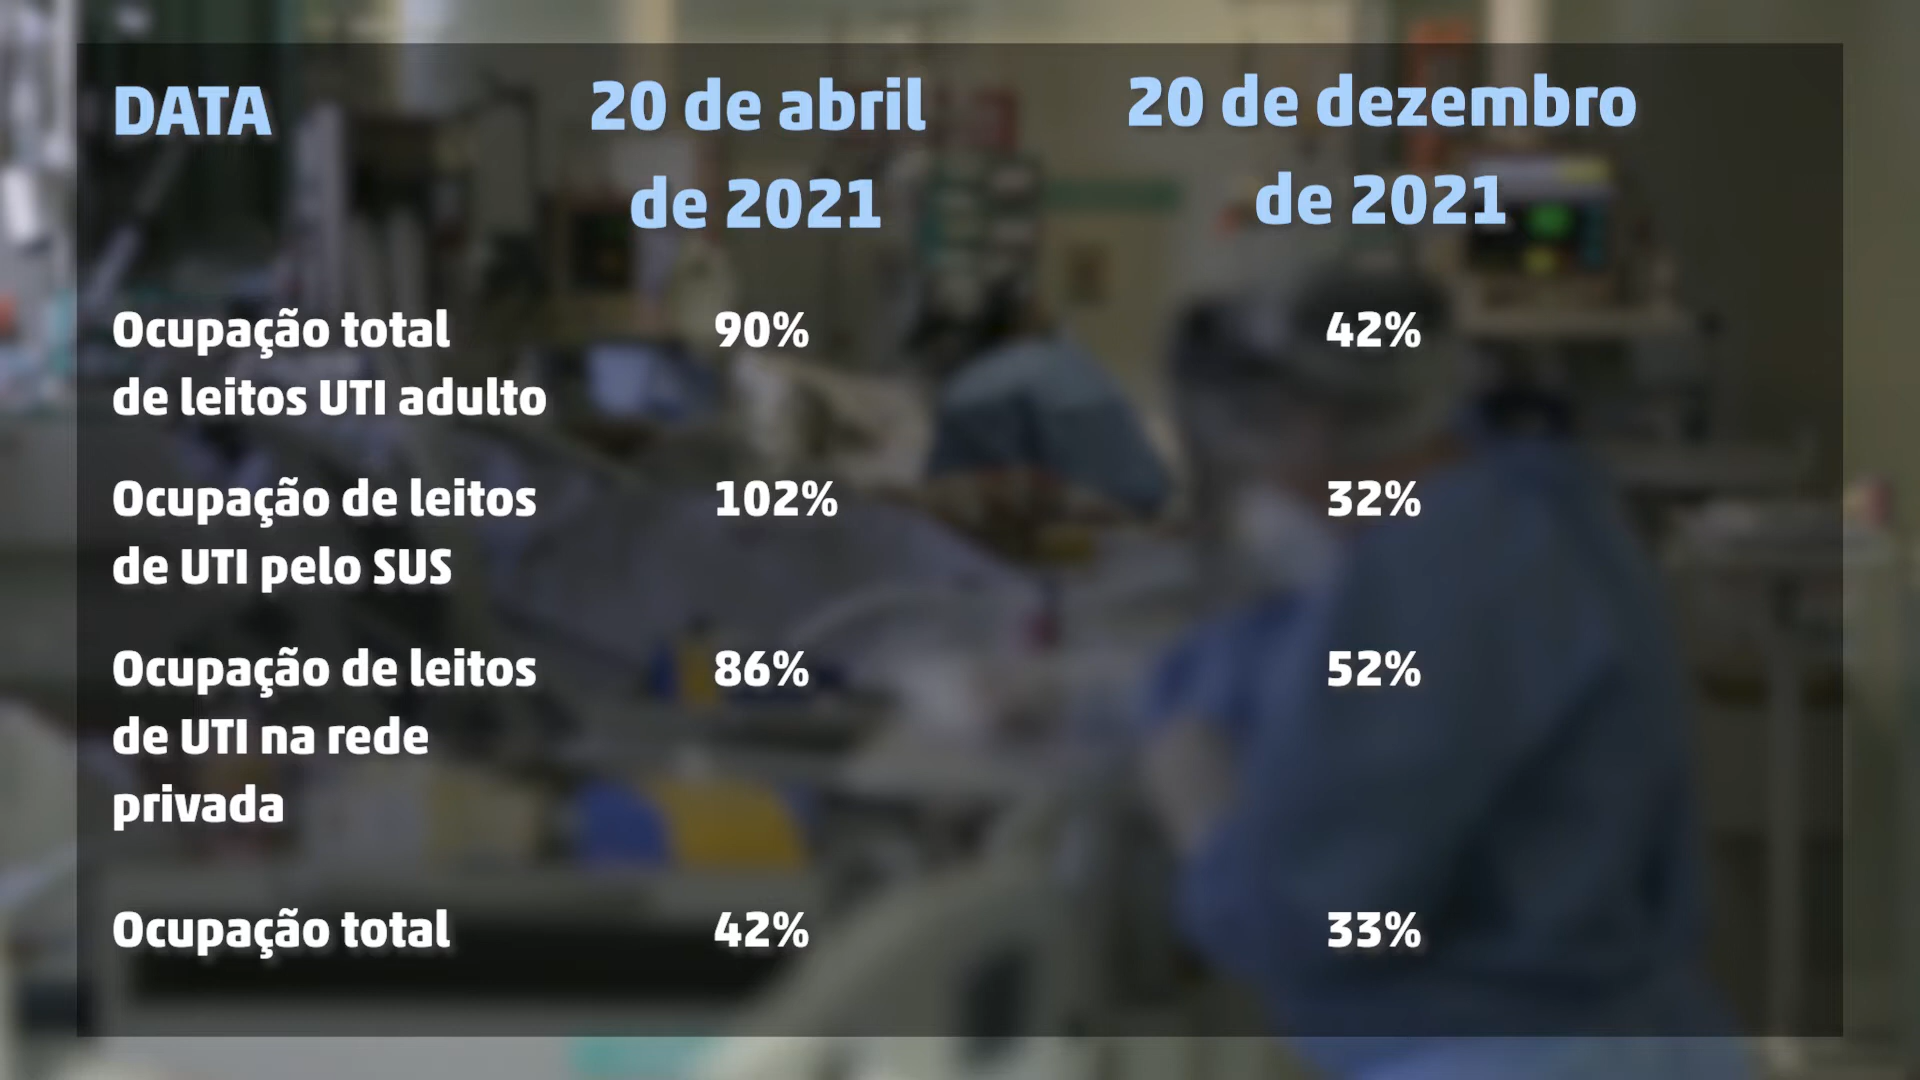 DATA
20 de abril
de 2021
20 de dezembro
de 2021
Ocupação total
de leitos UTI adulto
90%
42%
Ocupação de leitos
de UTI pelo SUS
102%
32%
Ocupação de leitos
de UTI na rede
privada
86%
52%
Ocupação total
42%
33%